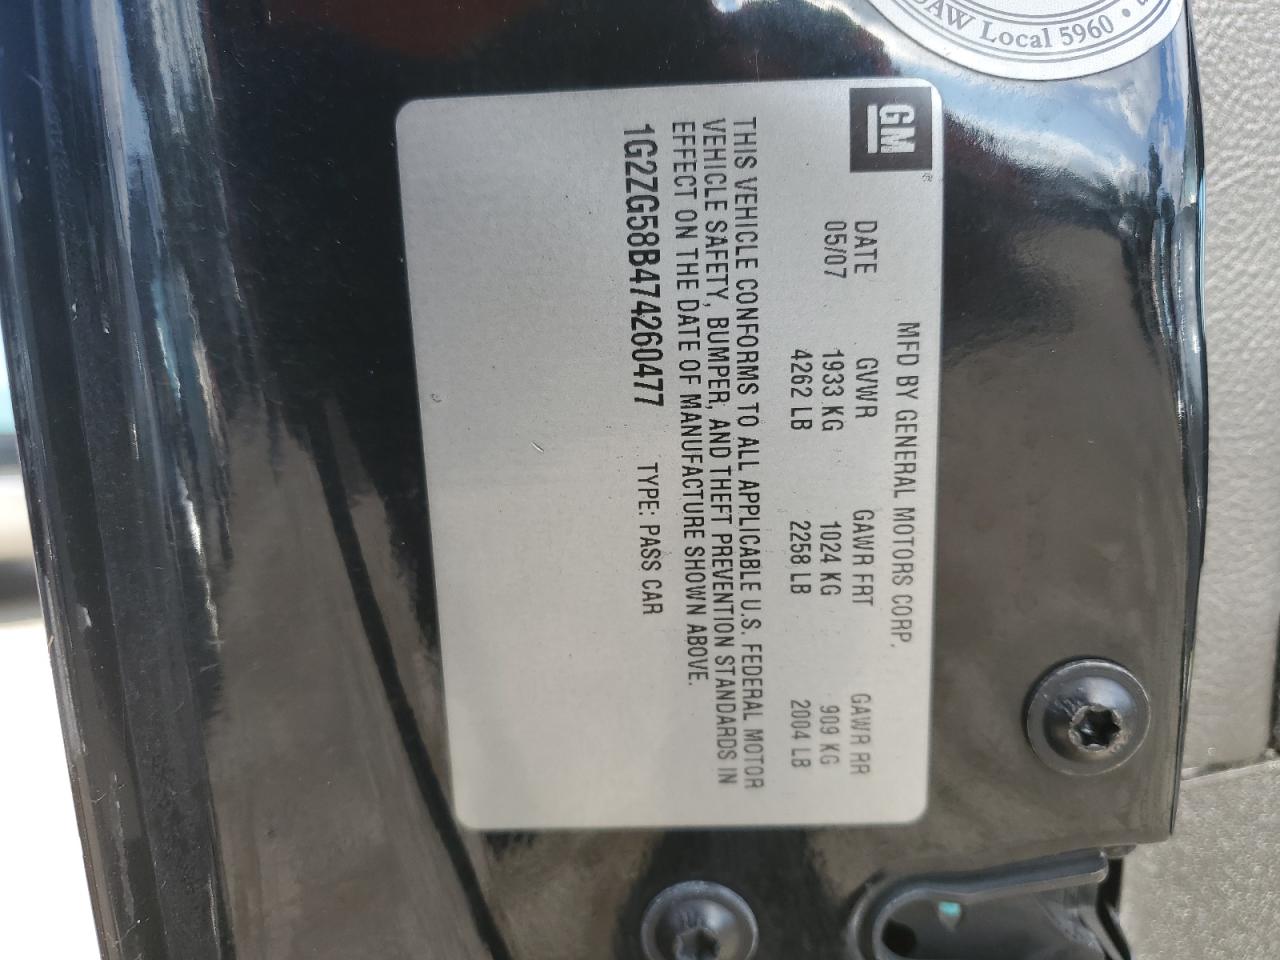 UAW Local 5960 •
GM
MFD BY GENERAL MOTORS CORP.
DATE GVWR GAWR FRT GAWR RR
05/07 1933 KG 1024 KG 909 KG
4262 LB 2258 LB 2004 LB
THIS VEHICLE CONFORMS TO ALL APPLICABLE U.S. FEDERAL MOTOR
VEHICLE SAFETY, BUMPER, AND THEFT PREVENTION STANDARDS IN
EFFECT ON THE DATE OF MANUFACTURE SHOWN ABOVE.
1G2ZG58B474260477 TYPE: PASS CAR